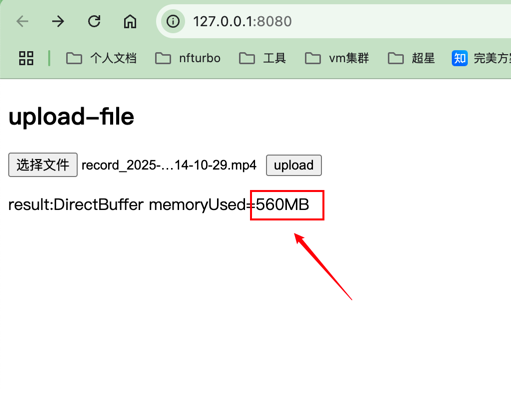 127.0.0.1:8080
个人文档 nfturbo 工具 vm集群 超星 知 完美方
upload-file
选择文件 record_2025-...14-10-29.mp4 upload
result:DirectBuffer memoryUsed=560MB